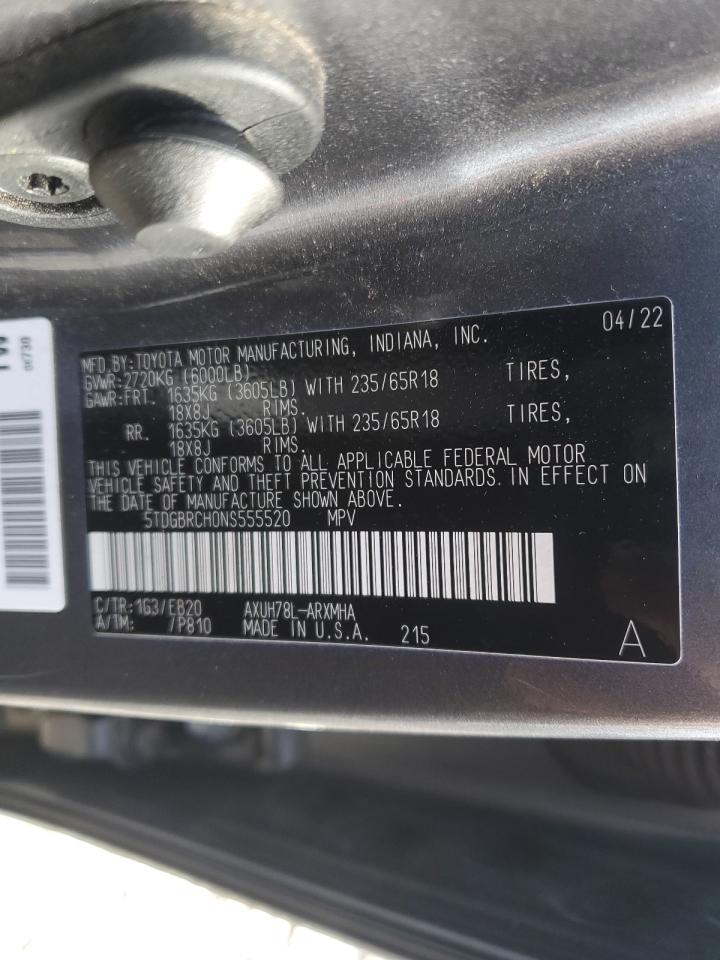 MFD.BY:TOYOTA MOTOR MANUFACTURING, INDIANA, INC. 04/22
GVWR:2720KG (6000LB)
GAWR:FRT. 1635KG (3605LB) WITH 235/65R18 TIRES,
18X8J RIMS.
RR. 1635KG (3605LB) WITH 235/65R18 TIRES,
18X8J RIMS.
THIS VEHICLE CONFORMS TO ALL APPLICABLE FEDERAL MOTOR
VEHICLE SAFETY AND THEFT PREVENTION STANDARDS IN EFFECT ON
THE DATE OF MANUFACTURE SHOWN ABOVE.
5TDGBRCH0NS555520 MPV
C/TR:1G3/EB20 AXUH78L-ARXMHA
A/TM: /P810 MADE IN U.S.A. 215
A